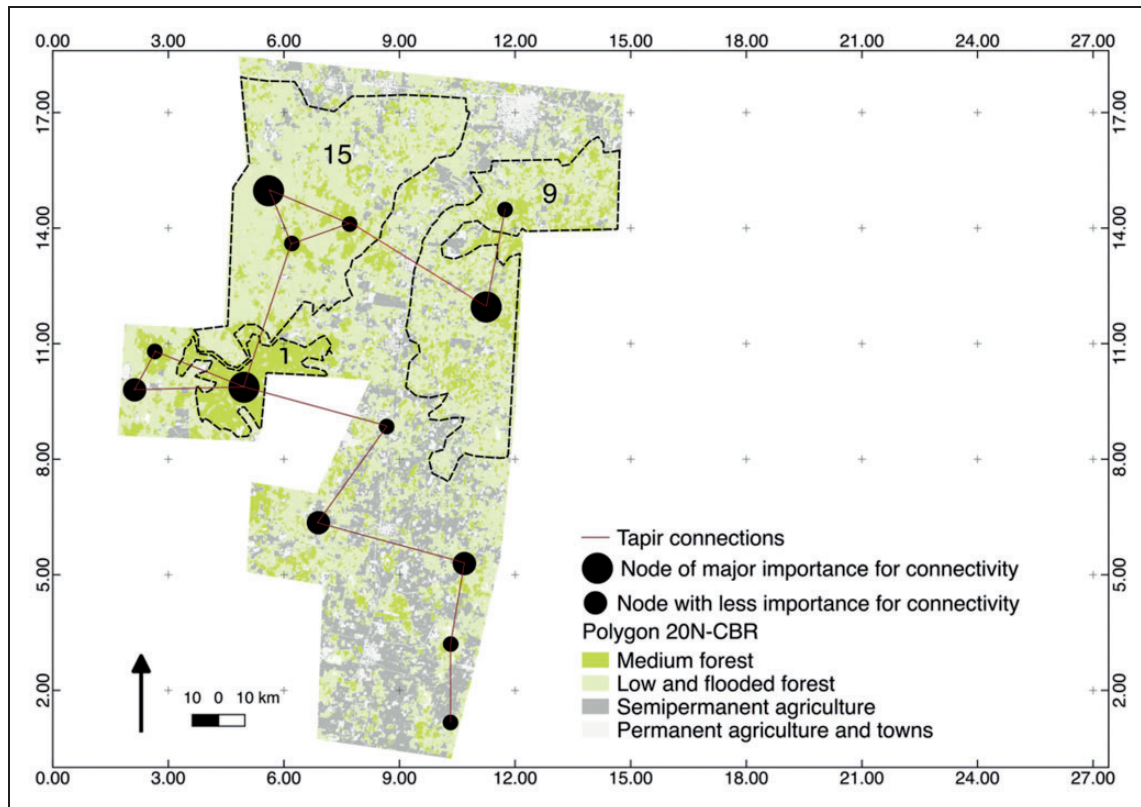 0.00 3.00 6.00 9.00 12.00 15.00 18.00 21.00 24.00 27.00
17.00 17.00
15
9
14.00 14.00
11.00 11.00
1
8.00 8.00
Tapir connections
Node of major importance for connectivity
5.00 5.00
Node with less importance for connectivity
Polygon 20N-CBR
Medium forest
Low and flooded forest
2.00 2.00
Semipermanent agriculture
10 0 10 km
Permanent agriculture and towns
0.00 3.00 6.00 9.00 12.00 15.00 18.00 21.00 24.00 27.00